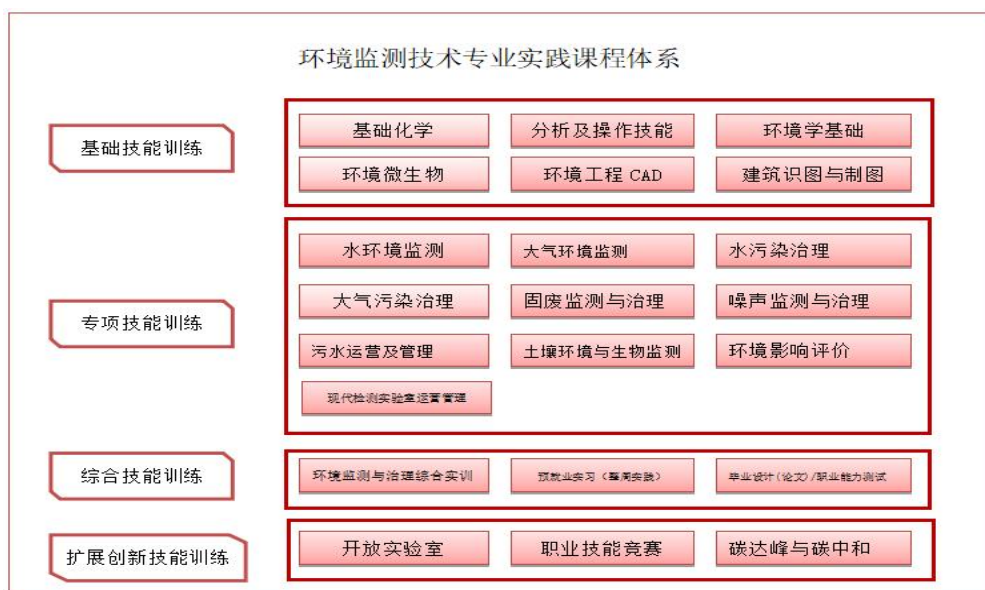 环境监测技术专业实践课程体系
基础技能训练
基础化学
分析及操作技能
环境学基础
环境微生物
环境工程 CAD
建筑识图与制图
专项技能训练
水环境监测
大气环境监测
水污染治理
大气污染治理
固废监测与治理
噪声监测与治理
污水运营及管理
土壤环境与生物监测
环境影响评价
现代检测实验室运营管理
综合技能训练
环境监测与治理综合实训
预就业实习（整周实践）
毕业设计(论文)/职业能力测试
扩展创新技能训练
开放实验室
职业技能竞赛
碳达峰与碳中和